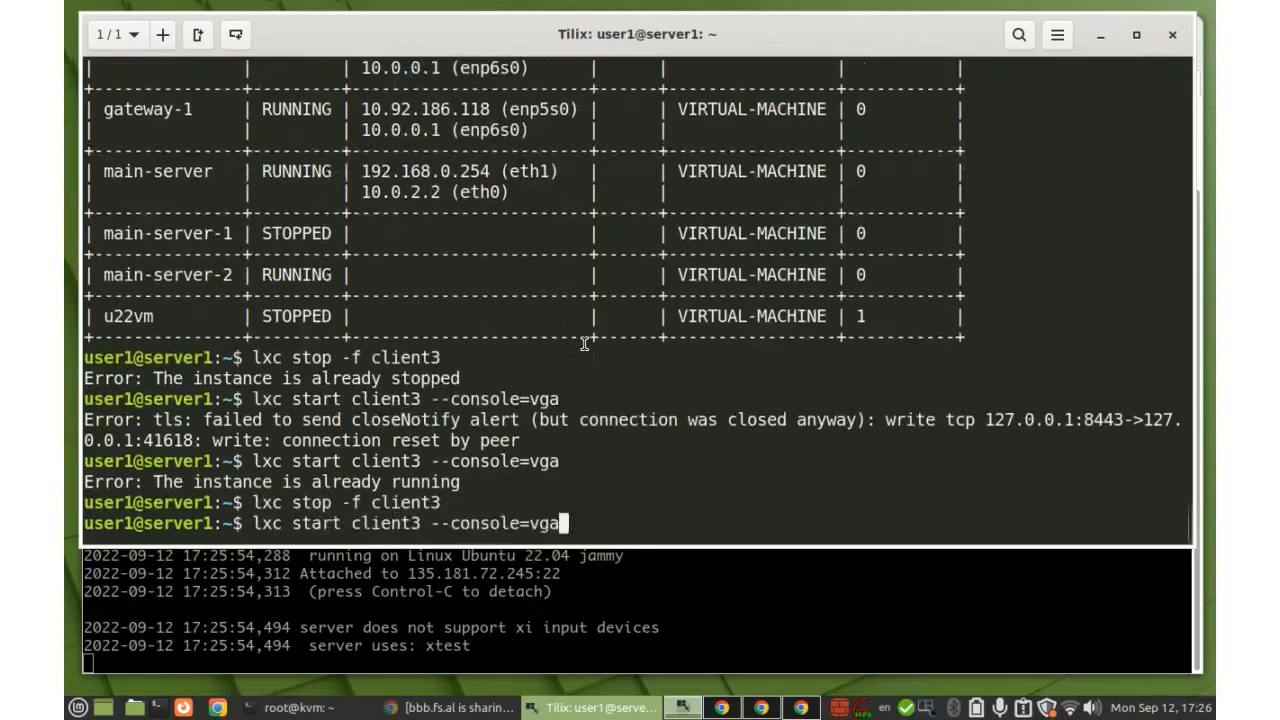 1 / 1
Tilix: user1@server1: ~
| | | 10.0.0.1 (enp6s0) | | | |
+--------------+---------+------------------------+------+-----------------+-----------+
| gateway-1 | RUNNING | 10.92.186.118 (enp5s0) | | VIRTUAL-MACHINE | 0 |
| | | 10.0.0.1 (enp6s0) | | | |
+--------------+---------+------------------------+------+-----------------+-----------+
| main-server | RUNNING | 192.168.0.254 (eth1) | | VIRTUAL-MACHINE | 0 |
| | | 10.0.2.2 (eth0) | | | |
+--------------+---------+------------------------+------+-----------------+-----------+
| main-server-1 | STOPPED | | | VIRTUAL-MACHINE | 0 |
+--------------+---------+------------------------+------+-----------------+-----------+
| main-server-2 | RUNNING | | | VIRTUAL-MACHINE | 0 |
+--------------+---------+------------------------+------+-----------------+-----------+
| u22vm | STOPPED | | | VIRTUAL-MACHINE | 1 |
+--------------+---------+------------------------+------+-----------------+-----------+
user1@server1:~$ lxc stop -f client3
Error: The instance is already stopped
user1@server1:~$ lxc start client3 --console=vga
Error: tls: failed to send closeNotify alert (but connection was closed anyway): write tcp 127.0.0.1:8443->127.
0.0.1:41618: write: connection reset by peer
user1@server1:~$ lxc start client3 --console=vga
Error: The instance is already running
user1@server1:~$ lxc stop -f client3
user1@server1:~$ lxc start client3 --console=vga
2022-09-12 17:25:54,288  running on Linux Ubuntu 22.04 jammy
2022-09-12 17:25:54,312 Attached to 135.181.72.245:22
2022-09-12 17:25:54,313  (press Control-C to detach)
2022-09-12 17:25:54,494 server does not support xi input devices
2022-09-12 17:25:54,494  server uses: xtest
root@kvm: ~
[bbb.fs.al is sharin...
Tilix: user1@serve...
en
Mon Sep 12, 17:26